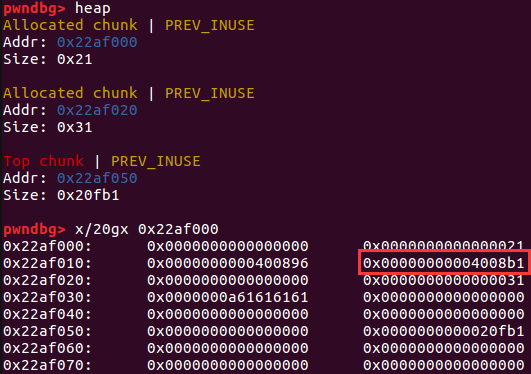 pwndbg> heap
Allocated chunk | PREV_INUSE
Addr: 0x22af000
Size: 0x21
Allocated chunk | PREV_INUSE
Addr: 0x22af020
Size: 0x31
Top chunk | PREV_INUSE
Addr: 0x22af050
Size: 0x20fb1
pwndbg> x/20gx 0x22af000
0x22af000: 0x0000000000000000 0x0000000000000021
0x22af010: 0x0000000000400896 0x00000000004008b1
0x22af020: 0x0000000000000000 0x0000000000000031
0x22af030: 0x0000000a61616161 0x0000000000000000
0x22af040: 0x0000000000000000 0x0000000000000000
0x22af050: 0x0000000000000000 0x0000000000020fb1
0x22af060: 0x0000000000000000 0x0000000000000000
0x22af070: 0x0000000000000000 0x0000000000000000